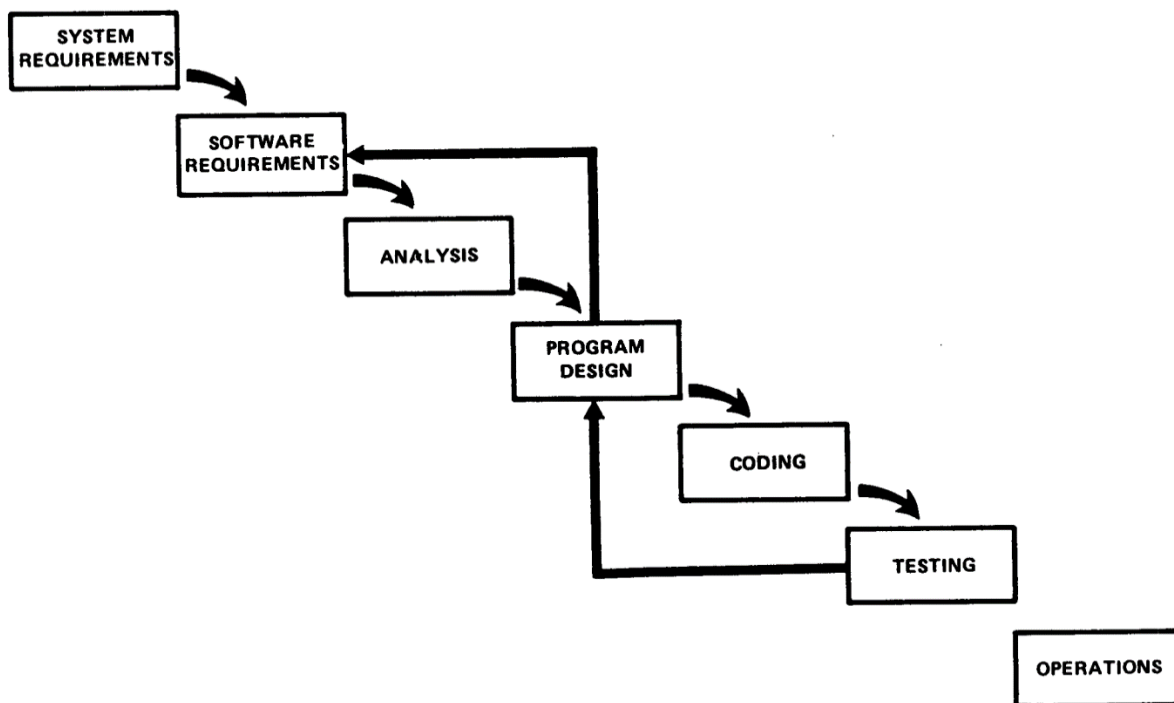 SYSTEM
REQUIREMENTS
SOFTWARE
REQUIREMENTS
ANALYSIS
PROGRAM
DESIGN
CODING
TESTING
OPERATIONS